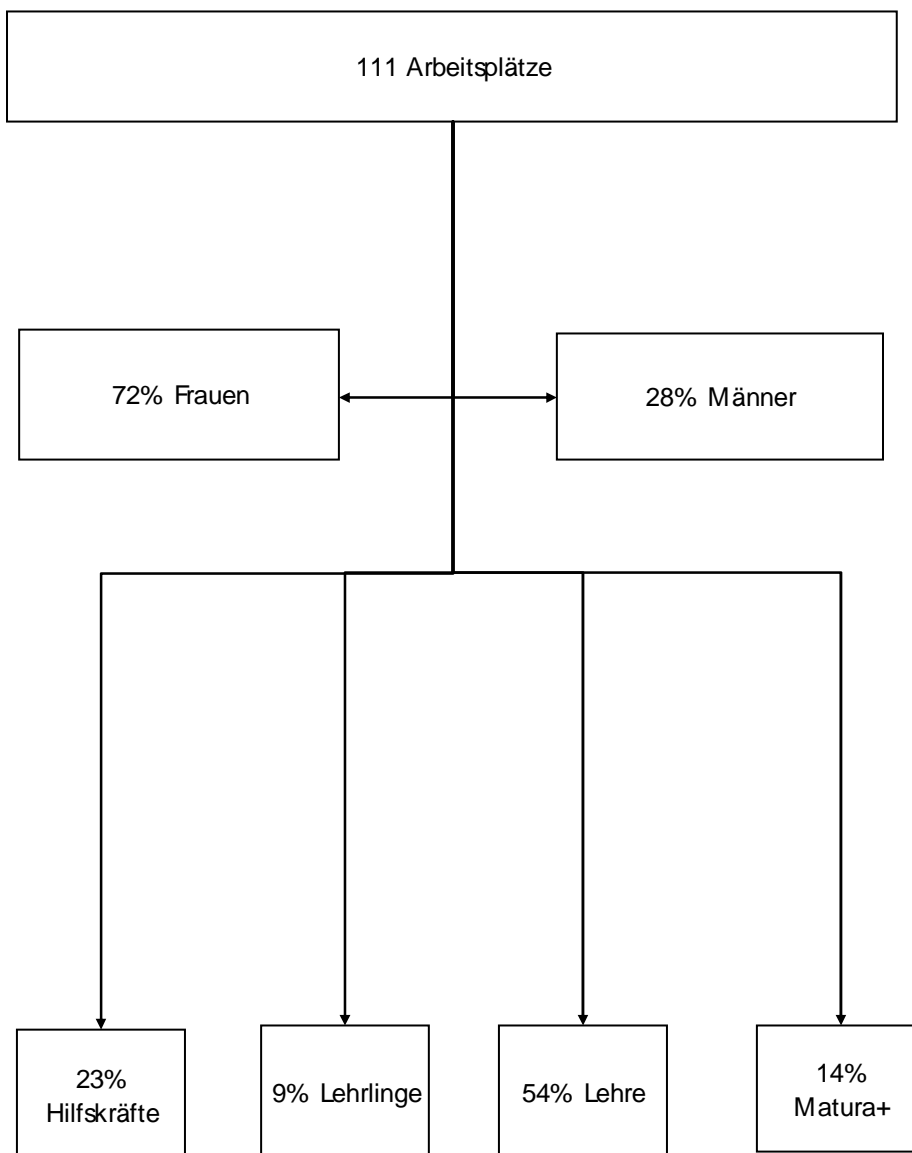 111 Arbeitsplätze
72% Frauen
28% Männer
23%
Hilfskräfte
9% Lehrlinge
54% Lehre
14%
Matura+